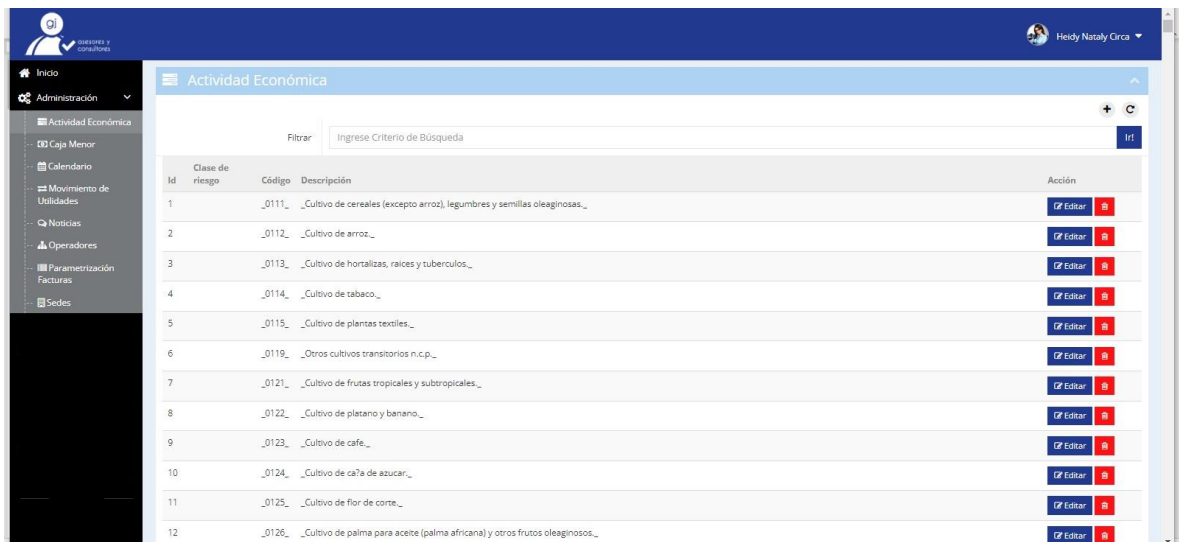 gi
asesores y
consultores
Heidy Nataly Circa
Inicio
Administración
Actividad Económica
Caja Menor
Calendario
Movimiento de
Utilidades
Noticias
Operadores
Parametrización
Facturas
Sedes
Actividad Económica
Filtrar Ingrese Criterio de Búsqueda Ir!
Id Clase de riesgo Código Descripción Acción
1 _0111_ _Cultivo de cereales (excepto arroz), legumbres y semillas oleaginosas._ Editar
2 _0112_ _Cultivo de arroz._ Editar
3 _0113_ _Cultivo de hortalizas, raices y tuberculos._ Editar
4 _0114_ _Cultivo de tabaco._ Editar
5 _0115_ _Cultivo de plantas textiles._ Editar
6 _0119_ _Otros cultivos transitorios n.c.p._ Editar
7 _0121_ _Cultivo de frutas tropicales y subtropicales._ Editar
8 _0122_ _Cultivo de platano y banano._ Editar
9 _0123_ _Cultivo de cafe._ Editar
10 _0124_ _Cultivo de ca?a de azucar._ Editar
11 _0125_ _Cultivo de flor de corte._ Editar
12 _0126_ _Cultivo de palma para aceite (palma africana) y otros frutos oleaginosos._ Editar